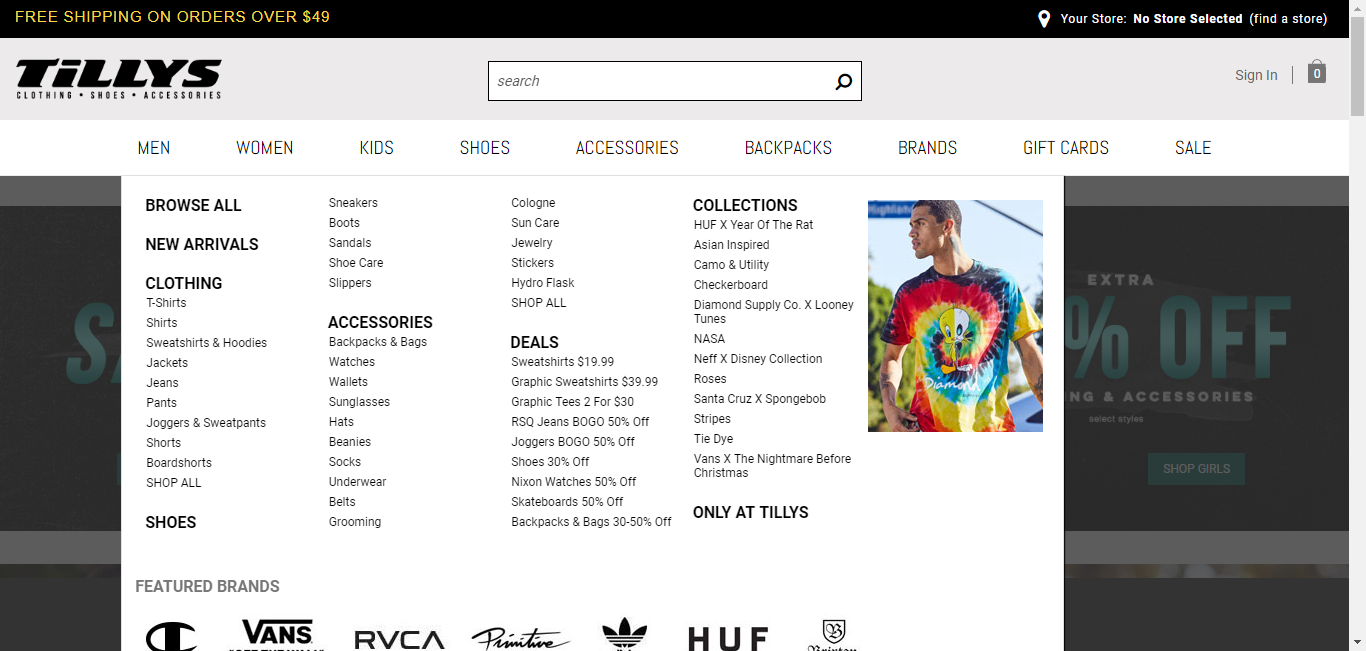 FREE SHIPPING ON ORDERS OVER $49
Your Store: No Store Selected (find a store)
TILLYS
CLOTHING • SHOES • ACCESSORIES
search
Sign In
0
MEN
WOMEN
KIDS
SHOES
ACCESSORIES
BACKPACKS
BRANDS
GIFT CARDS
SALE
BROWSE ALL
NEW ARRIVALS
CLOTHING
T-Shirts
Shirts
Sweatshirts & Hoodies
Jackets
Jeans
Pants
Joggers & Sweatpants
Shorts
Boardshorts
SHOP ALL
SHOES
Sneakers
Boots
Sandals
Shoe Care
Slippers
ACCESSORIES
Backpacks & Bags
Watches
Wallets
Sunglasses
Hats
Beanies
Socks
Underwear
Belts
Grooming
Cologne
Sun Care
Jewelry
Stickers
Hydro Flask
SHOP ALL
DEALS
Sweatshirts $19.99
Graphic Sweatshirts $39.99
Graphic Tees 2 For $30
RSQ Jeans BOGO 50% Off
Joggers BOGO 50% Off
Shoes 30% Off
Nixon Watches 50% Off
Skateboards 50% Off
Backpacks & Bags 30-50% Off
COLLECTIONS
HUF X Year Of The Rat
Asian Inspired
Camo & Utility
Checkerboard
Diamond Supply Co. X Looney
Tunes
NASA
Neff X Disney Collection
Roses
Santa Cruz X Spongebob
Stripes
Tie Dye
Vans X The Nightmare Before
Christmas
ONLY AT TILLYS
Diamond
EXTRA
% OFF
NG & ACCESSORIES
select styles
SHOP GIRLS
FEATURED BRANDS
VANS
RVCA
Primitive
HUF
Brixton